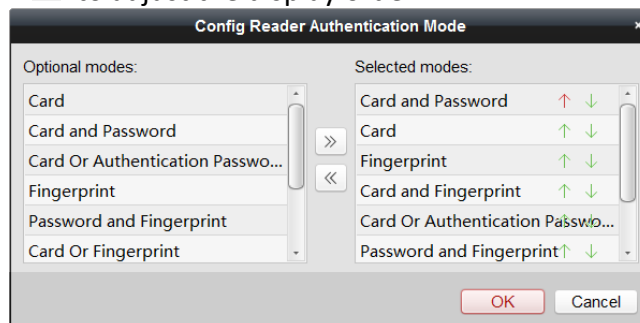 Config Reader Authentication Mode
Optional modes:
Selected modes:
Card
Card and Password
Card Or Authentication Passwo...
Fingerprint
Password and Fingerprint
Card Or Fingerprint
Card and Password
Card
Fingerprint
Card and Fingerprint
Card Or Authentication Passwo...
Password and Fingerprint
OK
Cancel